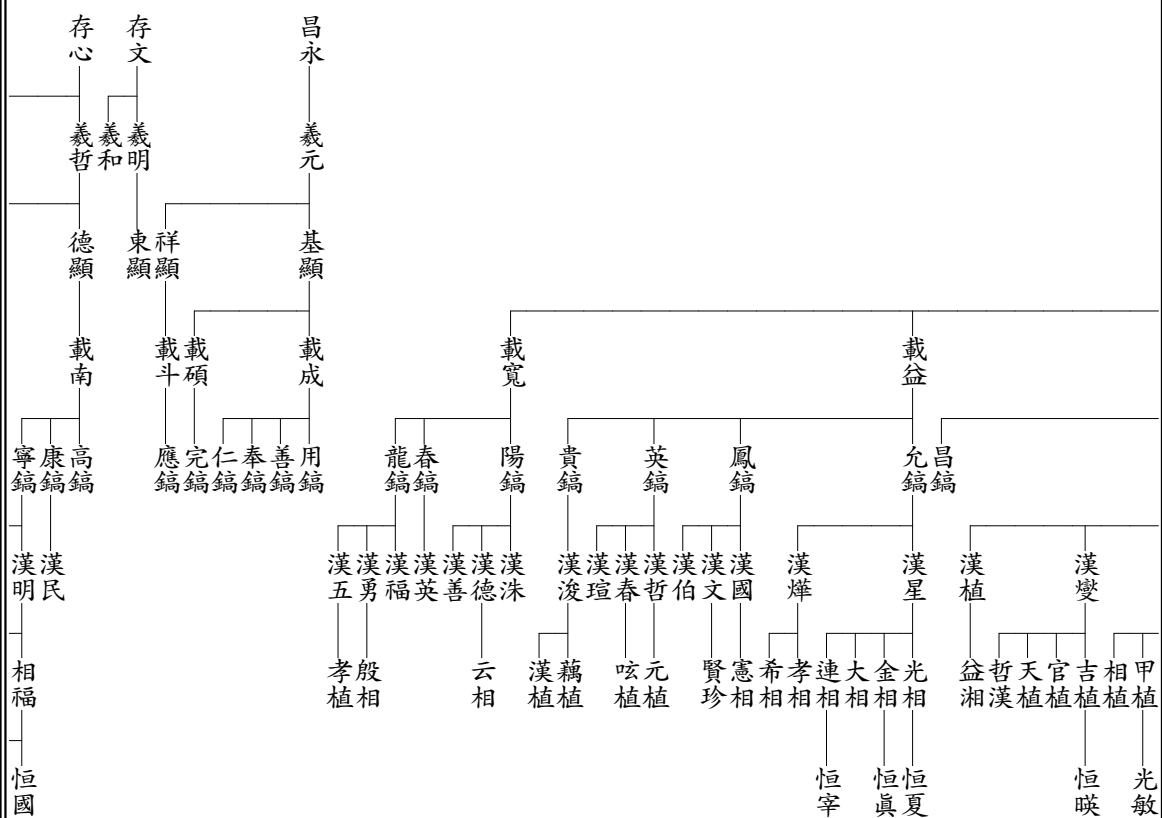 昌永
存文
存心
羲元
羲明
羲和
羲哲
基顯
祥顯
東顯
德顯
載益
載寬
載成
載碩
載斗
載南
昌鎬
允鎬
鳳鎬
英鎬
貴鎬
陽鎬
春鎬
龍鎬
用鎬
善鎬
奉鎬
仁鎬
完鎬
應鎬
高鎬
康鎬
寧鎬
漢燮
漢植
漢星
漢燁
漢國
漢文
漢伯
漢哲
漢春
漢瑄
漢浚
漢洙
漢德
漢善
漢英
漢福
漢勇
漢五
漢民
漢明
甲植
相植
吉植
官植
天植
哲漢
益湘
光相
金相
大相
連相
孝相
希相
憲相
賢珍
元植
呟植
藕植
漢植
云相
殷相
孝植
相福
光敏
恒暎
恒夏
恒眞
恒宰
恒國